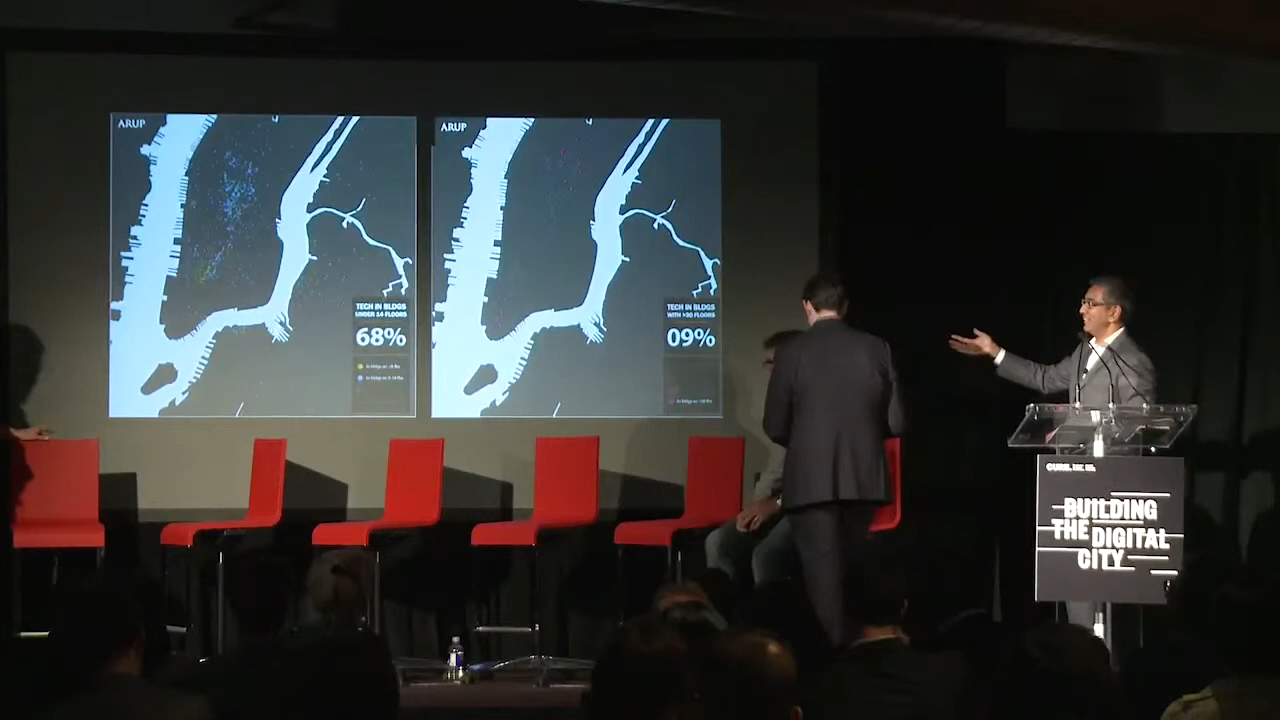 ARUP
TECH IN BLDGS
UNDER 14 FLOORS
68%
ARUP
TECH IN BLDGS
WITH >30 FLOORS
09%
BUILDING
THE DIGITAL
CITY